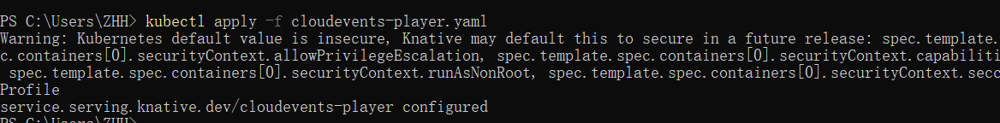 PS C:\Users\ZHH> kubectl apply -f cloudevents-player.yaml
Warning: Kubernetes default value is insecure, Knative may default this to secure in a future release: spec.template.
c.containers[0].securityContext.allowPrivilegeEscalation, spec.template.spec.containers[0].securityContext.capabiliti
spec.template.spec.containers[0].securityContext.runAsNonRoot, spec.template.spec.containers[0].securityContext.secc
Profile
service.serving.knative.dev/cloudevents-player configured
PS C:\Users\ZHH>